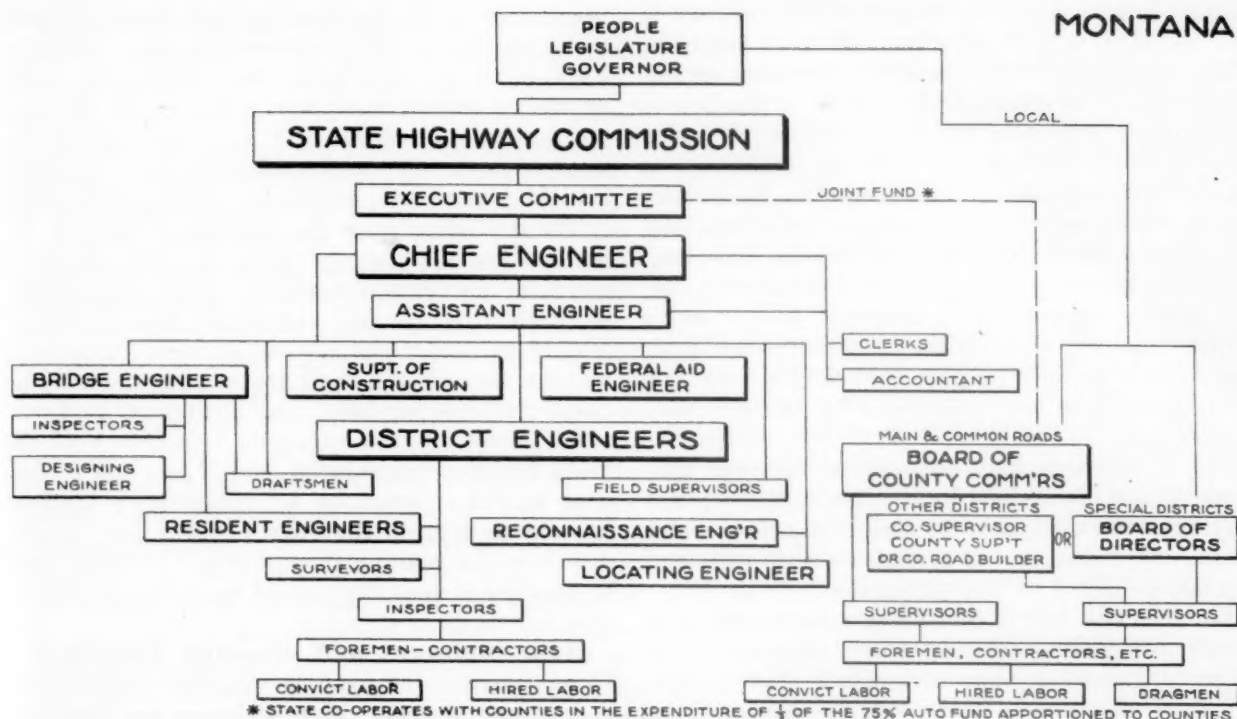 MONTANA
PEOPLE
LEGISLATURE
GOVERNOR
LOCAL
STATE HIGHWAY COMMISSION
EXECUTIVE COMMITTEE
JOINT FUND *
CHIEF ENGINEER
ASSISTANT ENGINEER
CLERKS
ACCOUNTANT
BRIDGE ENGINEER
SUPT. OF
CONSTRUCTION
FEDERAL AID
ENGINEER
INSPECTORS
DESIGNING
ENGINEER
DRAFTSMEN
DISTRICT ENGINEERS
FIELD SUPERVISORS
MAIN & COMMON ROADS
BOARD OF
COUNTY COMM'RS
RESIDENT ENGINEERS
RECONNAISSANCE ENG'R
OTHER DISTRICTS
CO. SUPERVISOR
COUNTY SUP'T
OR CO. ROAD BUILDER
OR
SPECIAL DISTRICTS
BOARD OF
DIRECTORS
SURVEYORS
LOCATING ENGINEER
INSPECTORS
SUPERVISORS
SUPERVISORS
FOREMEN-CONTRACTORS
FOREMEN, CONTRACTORS, ETC.
CONVICT LABOR
HIRED LABOR
CONVICT LABOR
HIRED LABOR
DRAGMEN
* STATE CO-OPERATES WITH COUNTIES IN THE EXPENDITURE OF ⅓ OF THE 75% AUTO FUND APPORTIONED TO COUNTIES